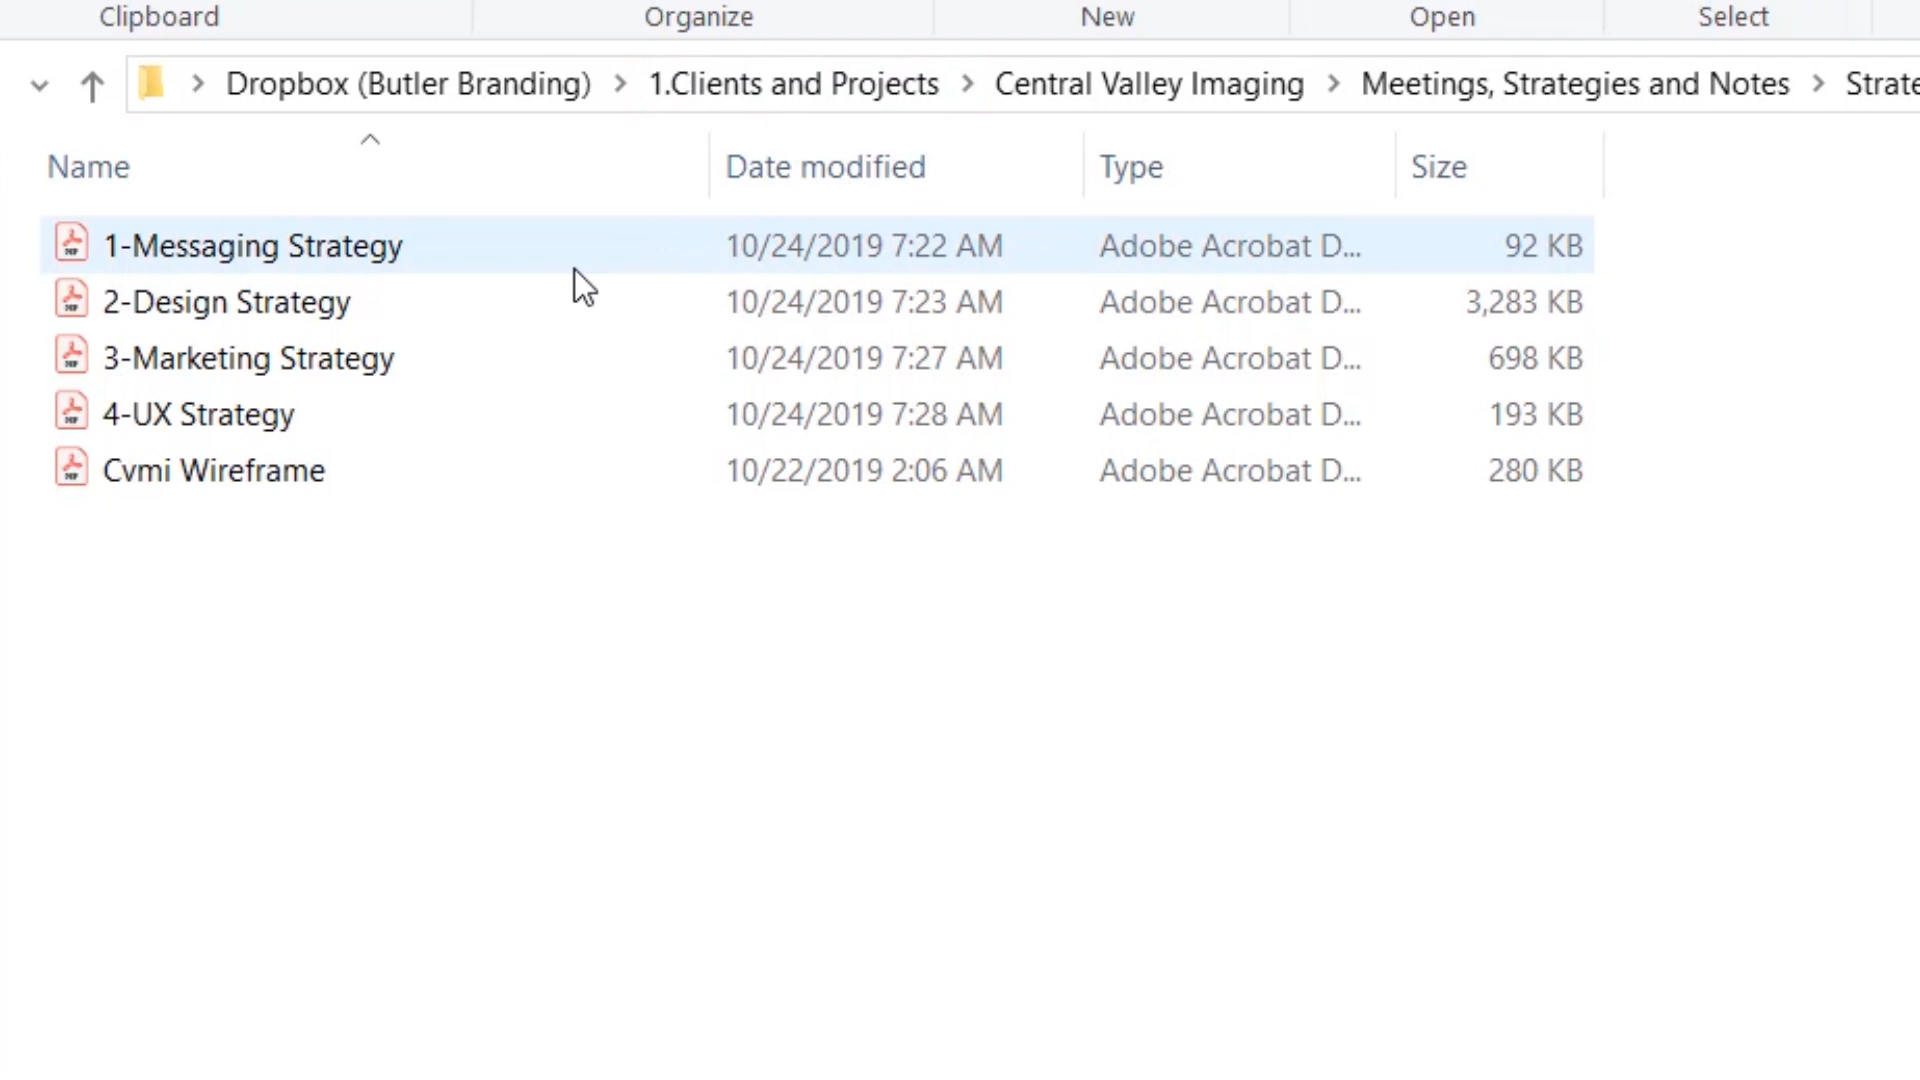 Clipboard Organize New Open Select
Dropbox (Butler Branding) 1.Clients and Projects Central Valley Imaging Meetings, Strategies and Notes Strate
Name Date modified Type Size
1-Messaging Strategy 10/24/2019 7:22 AM Adobe Acrobat D... 92 KB
2-Design Strategy 10/24/2019 7:23 AM Adobe Acrobat D... 3,283 KB
3-Marketing Strategy 10/24/2019 7:27 AM Adobe Acrobat D... 698 KB
4-UX Strategy 10/24/2019 7:28 AM Adobe Acrobat D... 193 KB
Cvmi Wireframe 10/22/2019 2:06 AM Adobe Acrobat D... 280 KB